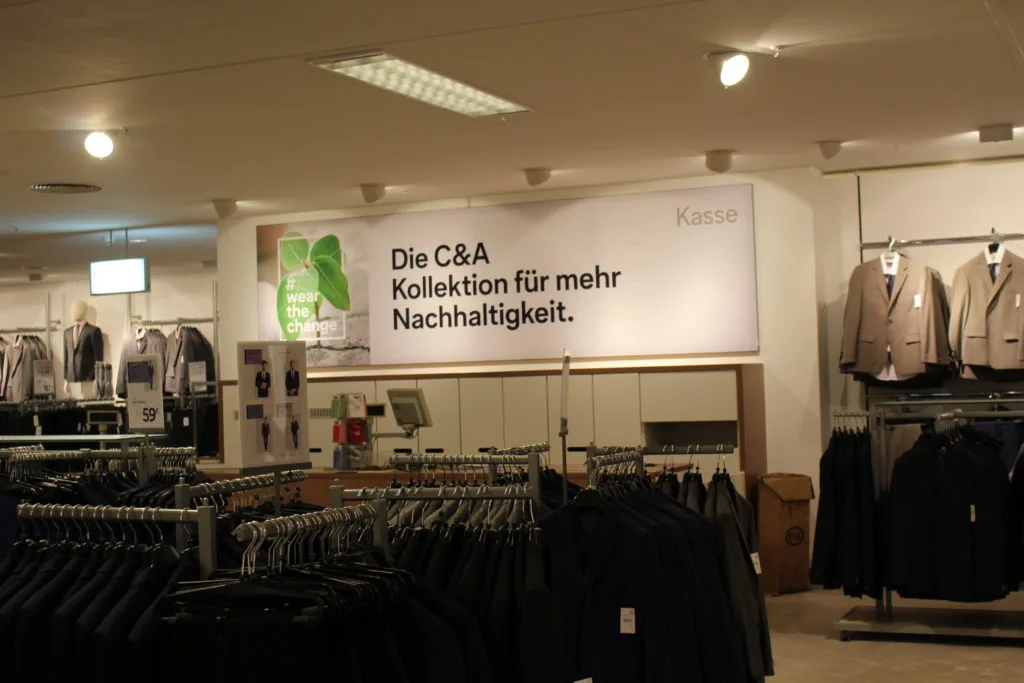 Kasse
Die C&A
Kollektion für mehr
Nachhaltigkeit.
#
wear
the
change
59€